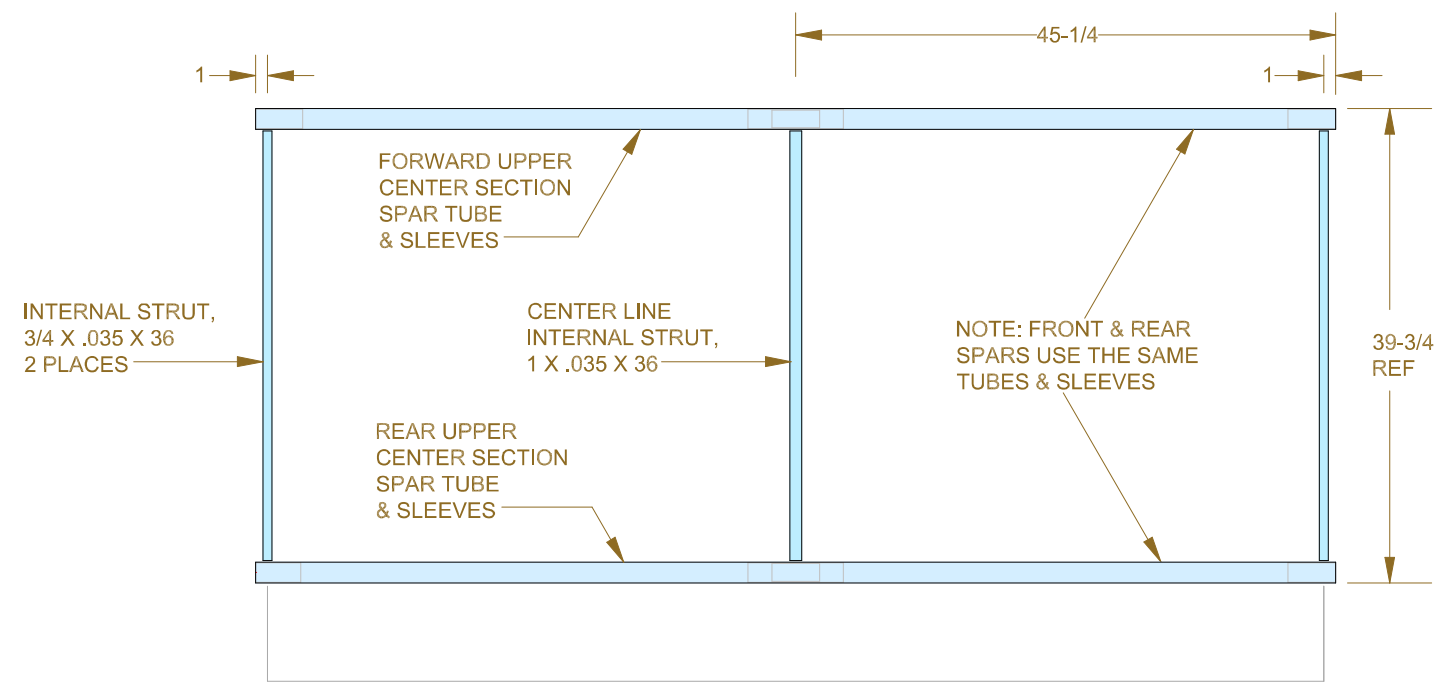 45-1/4
1
1
FORWARD UPPER
CENTER SECTION
SPAR TUBE
& SLEEVES
INTERNAL STRUT,
3/4 X .035 X 36
2 PLACES
CENTER LINE
INTERNAL STRUT,
1 X .035 X 36
NOTE: FRONT & REAR
SPARS USE THE SAME
TUBES & SLEEVES
39-3/4
REF
REAR UPPER
CENTER SECTION
SPAR TUBE
& SLEEVES